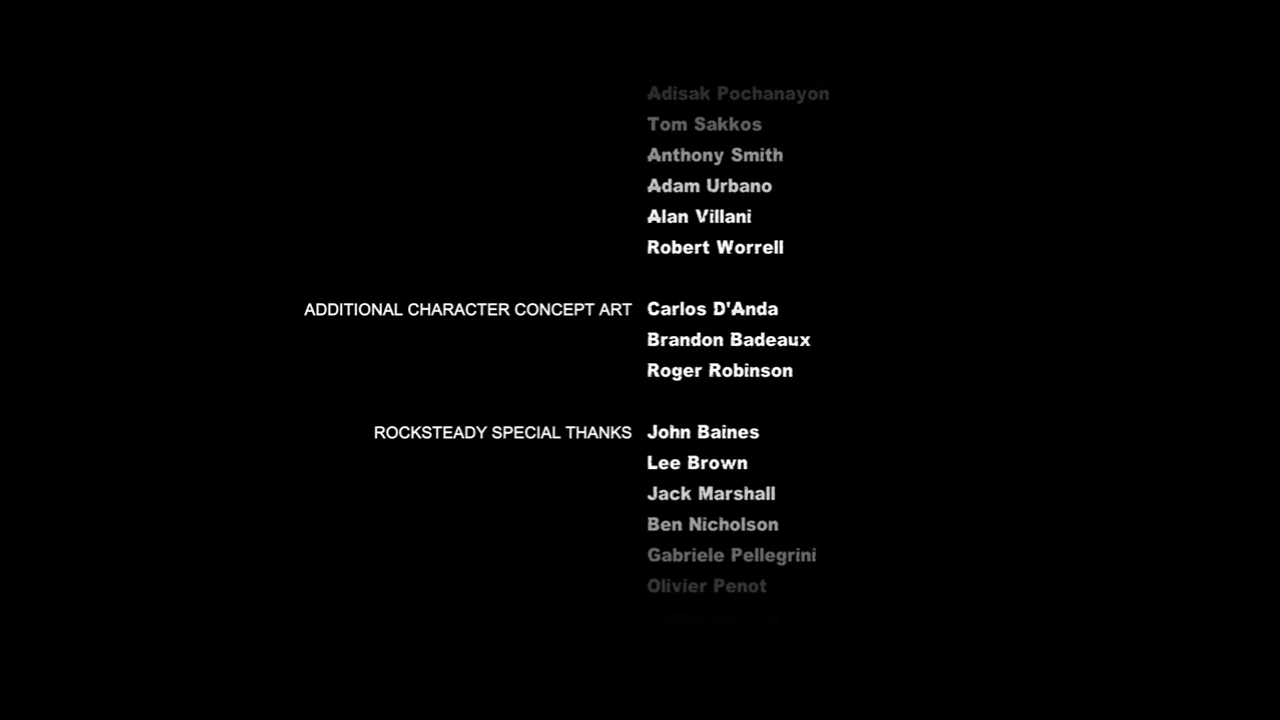 Adisak Pochanayon
Tom Sakkos
Anthony Smith
Adam Urbano
Alan Villani
Robert Worrell
ADDITIONAL CHARACTER CONCEPT ART Carlos D'Anda
Brandon Badeaux
Roger Robinson
ROCKSTEADY SPECIAL THANKS John Baines
Lee Brown
Jack Marshall
Ben Nicholson
Gabriele Pellegrini
Olivier Penot